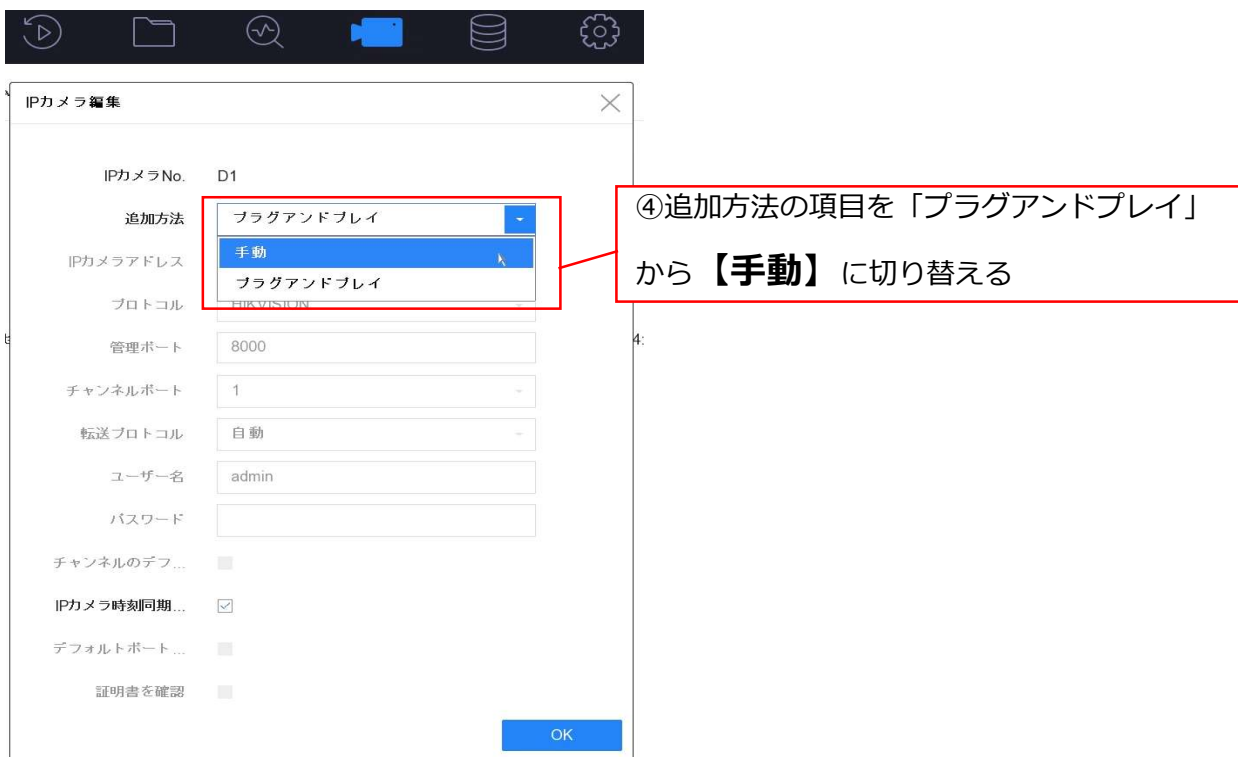 IPカメラ編集
IPカメラNo. D1
追加方法 プラグアンドプレイ
手動
IPカメラアドレス
プラグアンドプレイ
プロトコル HIKVISION
管理ポート 8000
チャンネルポート 1
転送プロトコル 自動
ユーザー名 admin
パスワード
チャンネルのデフ...
IPカメラ時刻同期...
デフォルトポート...
証明書を確認
OK
④追加方法の項目を「プラグアンドプレイ」
から【手動】に切り替える
4: